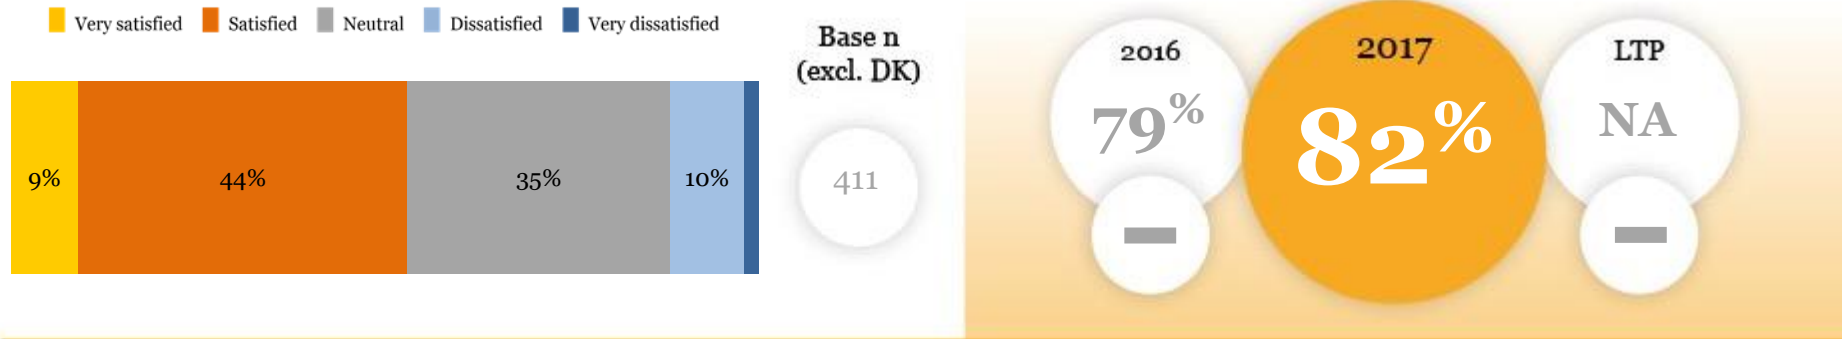 Very satisfied Satisfied Neutral Dissatisfied Very dissatisfied
Base n
(excl. DK)
9% 44% 35% 10%
411
2016
79%
2017
82%
LTP
NA